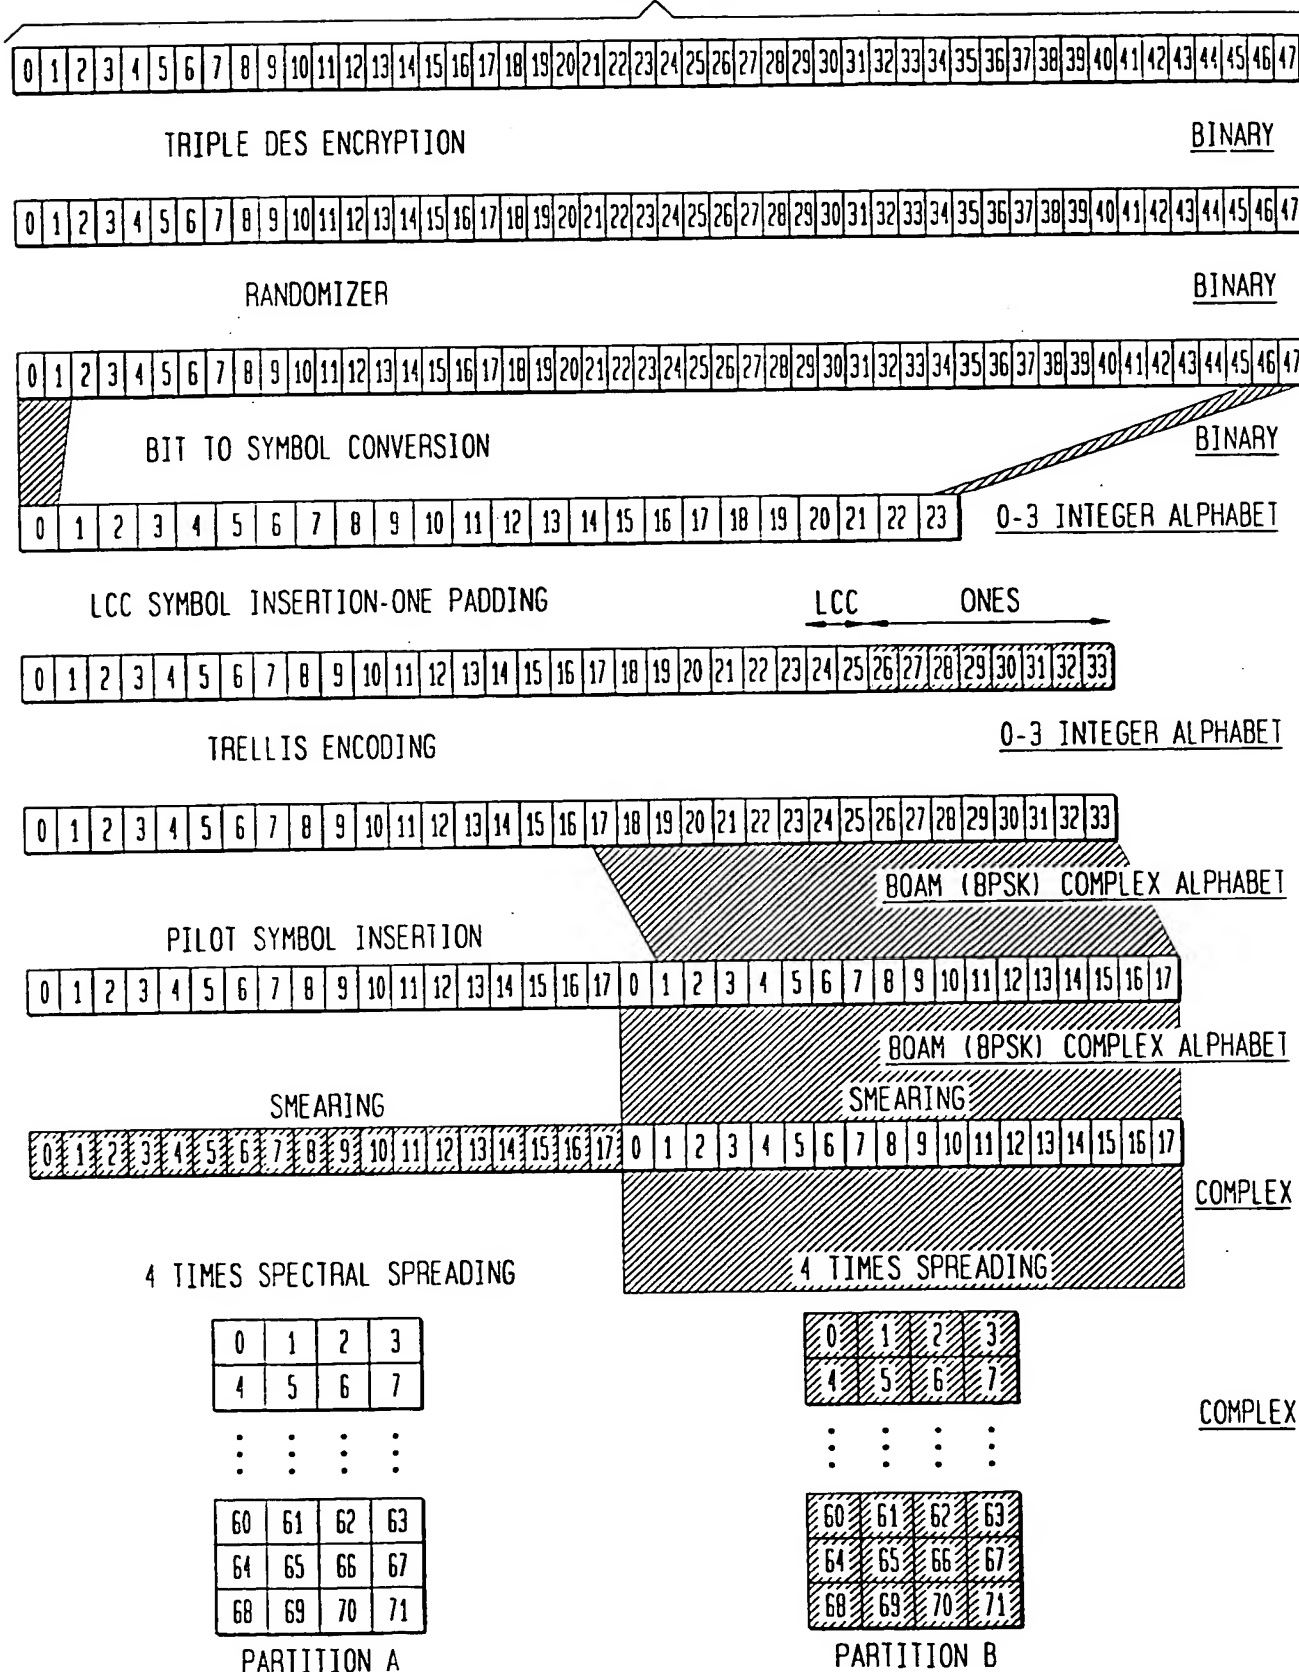 0 1 2 3 4 5 6 7 8 9 10 11 12 13 14 15 16 17 18 19 20 21 22 23 24 25 26 27 28 29 30 31 32 33 34 35 36 37 38 39 40 41 42 43 44 45 46 47
TRIPLE DES ENCRYPTION BINARY
0 1 2 3 4 5 6 7 8 9 10 11 12 13 14 15 16 17 18 19 20 21 22 23 24 25 26 27 28 29 30 31 32 33 34 35 36 37 38 39 40 41 42 43 44 45 46 47
RANDOMIZER BINARY
0 1 2 3 4 5 6 7 8 9 10 11 12 13 14 15 16 17 18 19 20 21 22 23 24 25 26 27 28 29 30 31 32 33 34 35 36 37 38 39 40 41 42 43 44 45 46 47
BIT TO SYMBOL CONVERSION BINARY
0 1 2 3 4 5 6 7 8 9 10 11 12 13 14 15 16 17 18 19 20 21 22 23 0-3 INTEGER ALPHABET
LCC SYMBOL INSERTION-ONE PADDING LCC ONES
0 1 2 3 4 5 6 7 8 9 10 11 12 13 14 15 16 17 18 19 20 21 22 23 24 25 26 27 28 29 30 31 32 33
TRELLIS ENCODING 0-3 INTEGER ALPHABET
0 1 2 3 4 5 6 7 8 9 10 11 12 13 14 15 16 17 18 19 20 21 22 23 24 25 26 27 28 29 30 31 32 33
8OAM (8PSK) COMPLEX ALPHABET
PILOT SYMBOL INSERTION
0 1 2 3 4 5 6 7 8 9 10 11 12 13 14 15 16 17 0 1 2 3 4 5 6 7 8 9 10 11 12 13 14 15 16 17
8OAM (8PSK) COMPLEX ALPHABET
SMEARING SMEARING
0 1 2 3 4 5 6 7 8 9 10 11 12 13 14 15 16 17 0 1 2 3 4 5 6 7 8 9 10 11 12 13 14 15 16 17
COMPLEX
4 TIMES SPECTRAL SPREADING 4 TIMES SPREADING
0 1 2 3 0 1 2 3
4 5 6 7 4 5 6 7
COMPLEX
60 61 62 63 60 61 62 63
64 65 66 67 64 65 66 67
68 69 70 71 68 69 70 71
PARTITION A PARTITION B